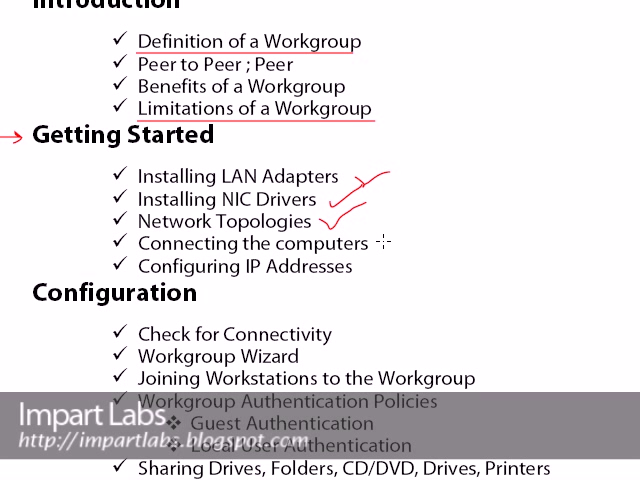 Introduction
Definition of a Workgroup
Peer to Peer ; Peer
Benefits of a Workgroup
Limitations of a Workgroup
Getting Started
Installing LAN Adapters
Installing NIC Drivers
Network Topologies
Connecting the computers
Configuring IP Addresses
Configuration
Check for Connectivity
Workgroup Wizard
Joining Workstations to the Workgroup
Workgroup Authentication Policies
Impart Labs
Guest Authentication
http://impartlabs.blogspot.com
Local User Authentication
Sharing Drives, Folders, CD/DVD, Drives, Printers